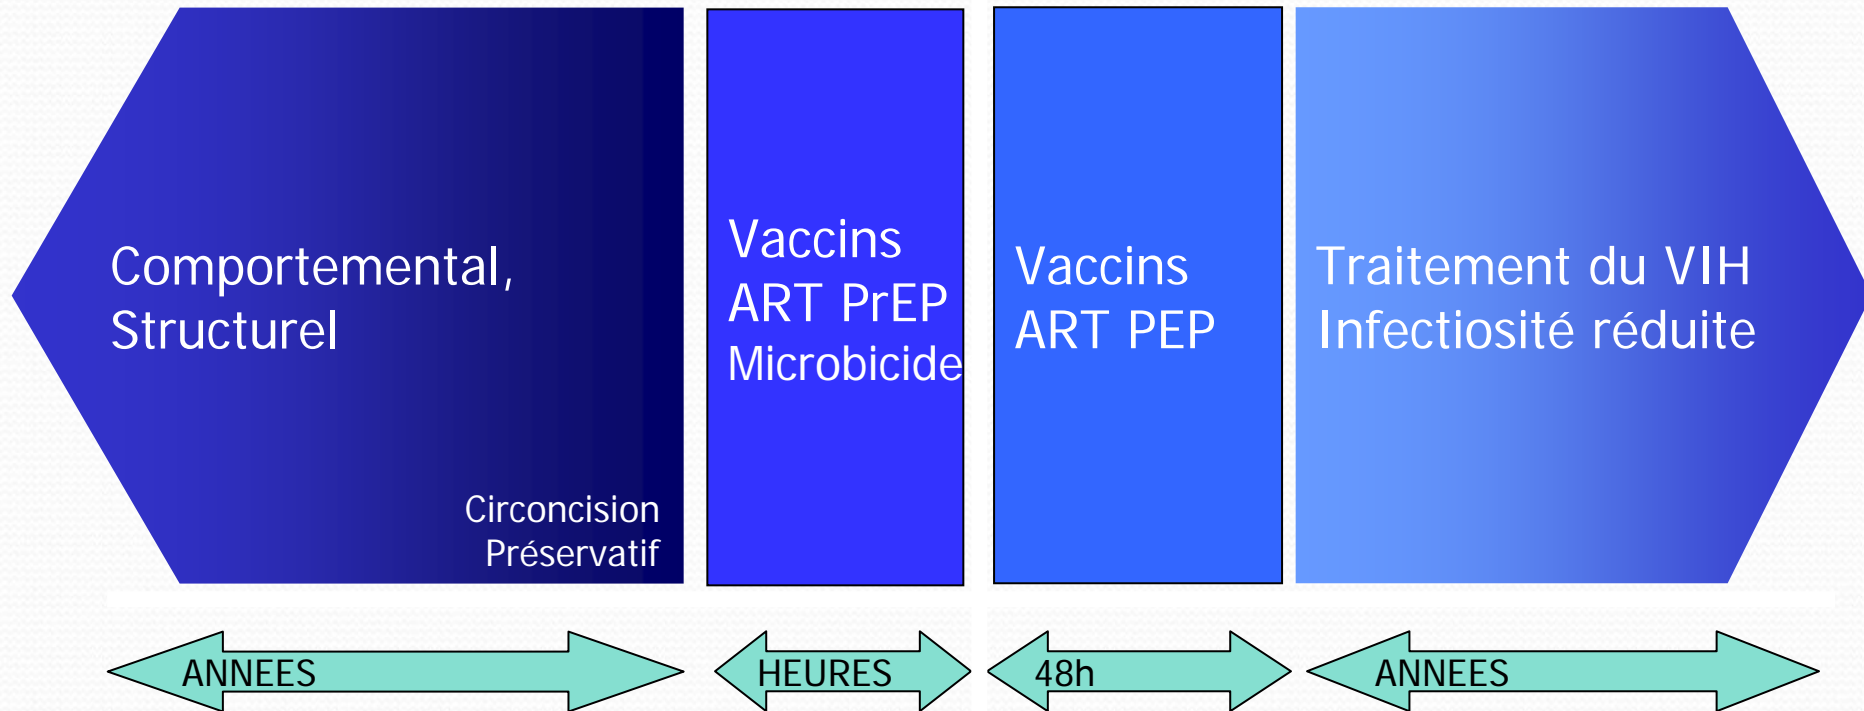 Comportemental,
Structurel
Circoncision
Préservatif
Vaccins
ART PrEP
Microbicide
Vaccins
ART PEP
Traitement du VIH
Infectiosité réduite
ANNEES
HEURES
48h
ANNEES